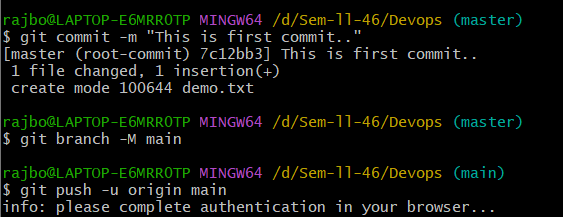 rajbo@LAPTOP-E6MRR0TP MINGW64 /d/Sem-ll-46/Devops (master)
$ git commit -m "This is first commit.."
[master (root-commit) 7c12bb3] This is first commit..
 1 file changed, 1 insertion(+)
 create mode 100644 demo.txt
rajbo@LAPTOP-E6MRR0TP MINGW64 /d/Sem-ll-46/Devops (master)
$ git branch -M main
rajbo@LAPTOP-E6MRR0TP MINGW64 /d/Sem-ll-46/Devops (main)
$ git push -u origin main
info: please complete authentication in your browser...